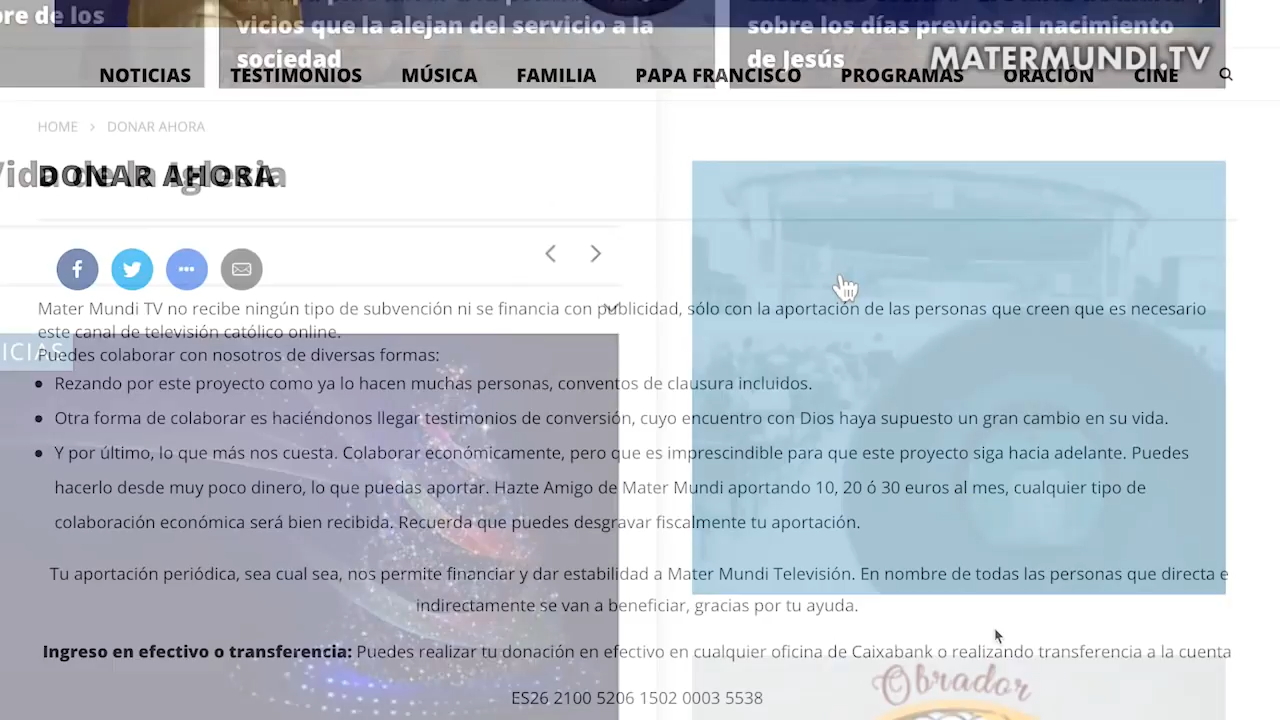 re de los
vicios que la alejan del servicio a la
sociedad
sobre los días previos al nacimiento
de Jesús
MATERMUNDI.TV
NOTICIAS TESTIMONIOS MÚSICA FAMILIA PAPA FRANCISCO PROGRAMAS ORACIÓN CINE
HOME > DONAR AHORA
Vida de la Iglesia
DONAR AHORA
Mater Mundi TV no recibe ningún tipo de subvención ni se financia con publicidad, sólo con la aportación de las personas que creen que es necesario
este canal de televisión católico online.
ICIAS
Puedes colaborar con nosotros de diversas formas:
Rezando por este proyecto como ya lo hacen muchas personas, conventos de clausura incluidos.
Otra forma de colaborar es haciéndonos llegar testimonios de conversión, cuyo encuentro con Dios haya supuesto un gran cambio en su vida.
Y por último, lo que más nos cuesta. Colaborar económicamente, pero que es imprescindible para que este proyecto siga hacia adelante. Puedes
hacerlo desde muy poco dinero, lo que puedas aportar. Hazte Amigo de Mater Mundi aportando 10, 20 ó 30 euros al mes, cualquier tipo de
colaboración económica será bien recibida. Recuerda que puedes desgravar fiscalmente tu aportación.
Tu aportación periódica, sea cual sea, nos permite financiar y dar estabilidad a Mater Mundi Televisión. En nombre de todas las personas que directa e
indirectamente se van a beneficiar, gracias por tu ayuda.
Ingreso en efectivo o transferencia: Puedes realizar tu donación en efectivo en cualquier oficina de Caixabank o realizando transferencia a la cuenta
ES26 2100 5206 1502 0003 5538
Obrador